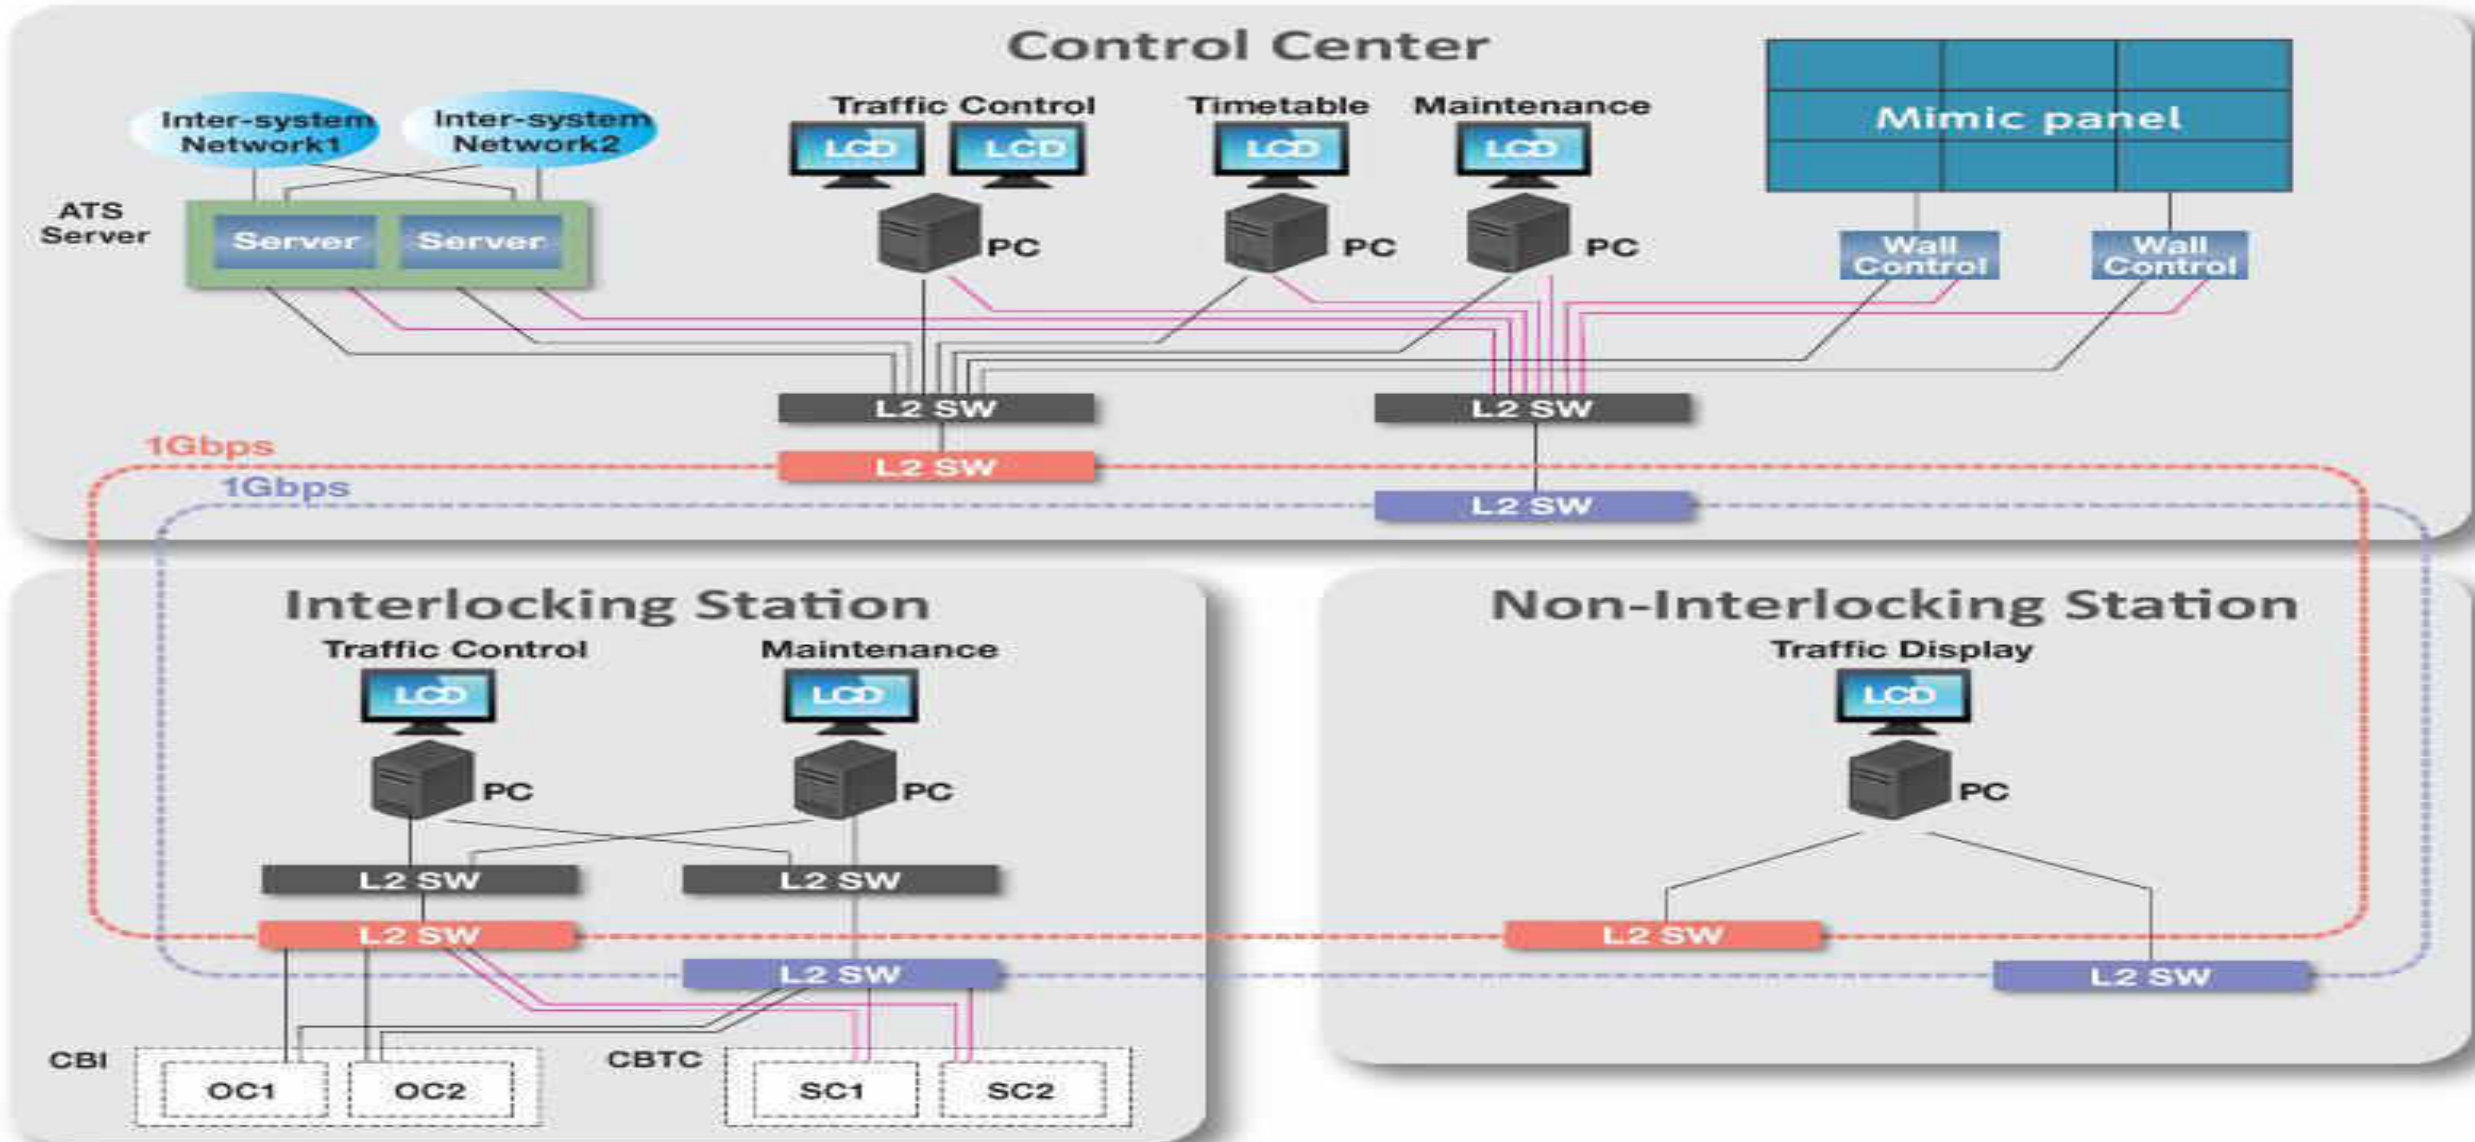 Control Center
Inter-system
Network1
Inter-system
Network2
Traffic Control
Timetable
Maintenance
LCD
LCD
LCD
LCD
Mimic panel
ATS
Server
Server
Server
PC
PC
PC
Wall
Control
Wall
Control
L2 SW
L2 SW
1Gbps
L2 SW
1Gbps
L2 SW
Interlocking Station
Traffic Control
Maintenance
LCD
LCD
PC
PC
L2 SW
L2 SW
L2 SW
L2 SW
CBI
OC1
OC2
CBTC
SC1
SC2
Non-Interlocking Station
Traffic Display
LCD
PC
L2 SW
L2 SW